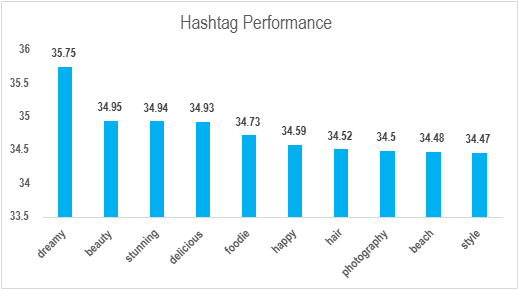 Hashtag Performance
36
35.5
35
34.5
34
33.5
35.75
34.95
34.94
34.93
34.73
34.59
34.52
34.5
34.48
34.47
dreamy
beauty
stunning
delicious
foodie
happy
hair
photography
beach
style